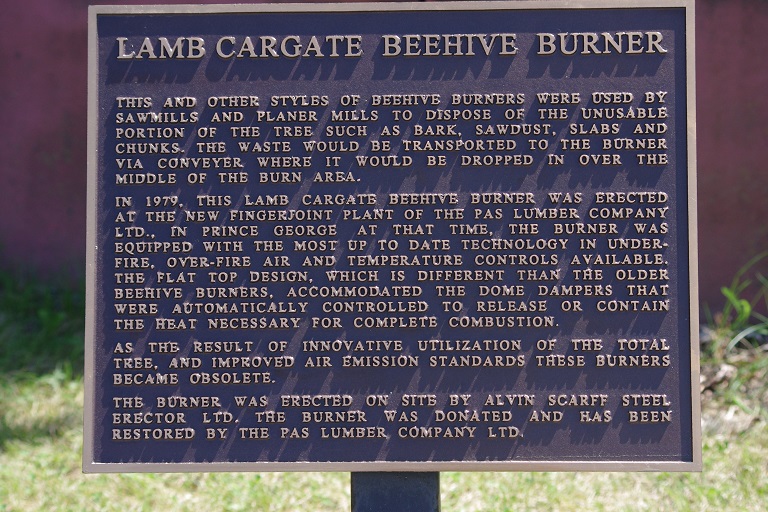 LAMB CARGATE BEEHIVE BURNER
THIS AND OTHER STYLES OF BEEHIVE BURNERS WERE USED BY
SAWMILLS AND PLANER MILLS TO DISPOSE OF THE UNUSABLE
PORTION OF THE TREE SUCH AS BARK, SAWDUST, SLABS AND
CHUNKS. THE WASTE WOULD BE TRANSPORTED TO THE BURNER
VIA CONVEYER WHERE IT WOULD BE DROPPED IN OVER THE
MIDDLE OF THE BURN AREA.
IN 1979, THIS LAMB CARGATE BEEHIVE BURNER WAS ERECTED
AT THE NEW FINGERJOINT PLANT OF THE PAS LUMBER COMPANY
LTD., IN PRINCE GEORGE AT THAT TIME, THE BURNER WAS
EQUIPPED WITH THE MOST UP TO DATE TECHNOLOGY IN UNDER-
FIRE, OVER-FIRE AIR AND TEMPERATURE CONTROLS AVAILABLE.
THE FLAT TOP DESIGN, WHICH IS DIFFERENT THAN THE OLDER
BEEHIVE BURNERS, ACCOMMODATED THE DOME DAMPERS THAT
WERE AUTOMATICALLY CONTROLLED TO RELEASE OR CONTAIN
THE HEAT NECESSARY FOR COMPLETE COMBUSTION.
AS THE RESULT OF INNOVATIVE UTILIZATION OF THE TOTAL
TREE, AND IMPROVED AIR EMISSION STANDARDS THESE BURNERS
BECAME OBSOLETE.
THE BURNER WAS ERECTED ON SITE BY ALVIN SCARFF STEEL
ERECTOR LTD. THE BURNER WAS DONATED AND HAS BEEN
RESTORED BY THE PAS LUMBER COMPANY LTD.